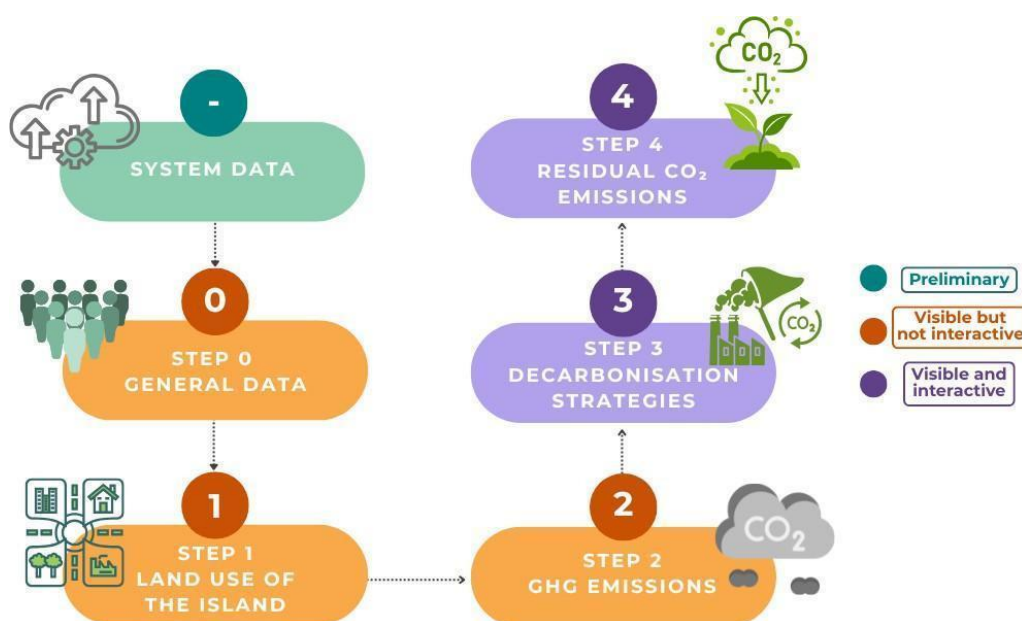 -
SYSTEM DATA
0
STEP 0
GENERAL DATA
1
STEP 1
LAND USE OF
THE ISLAND
2
STEP 2
GHG EMISSIONS
CO₂
3
STEP 3
DECARBONISATION
STRATEGIES
CO₂
4
STEP 4
RESIDUAL CO₂
EMISSIONS
CO₂
Preliminary
Visible but
not interactive
Visible and
interactive